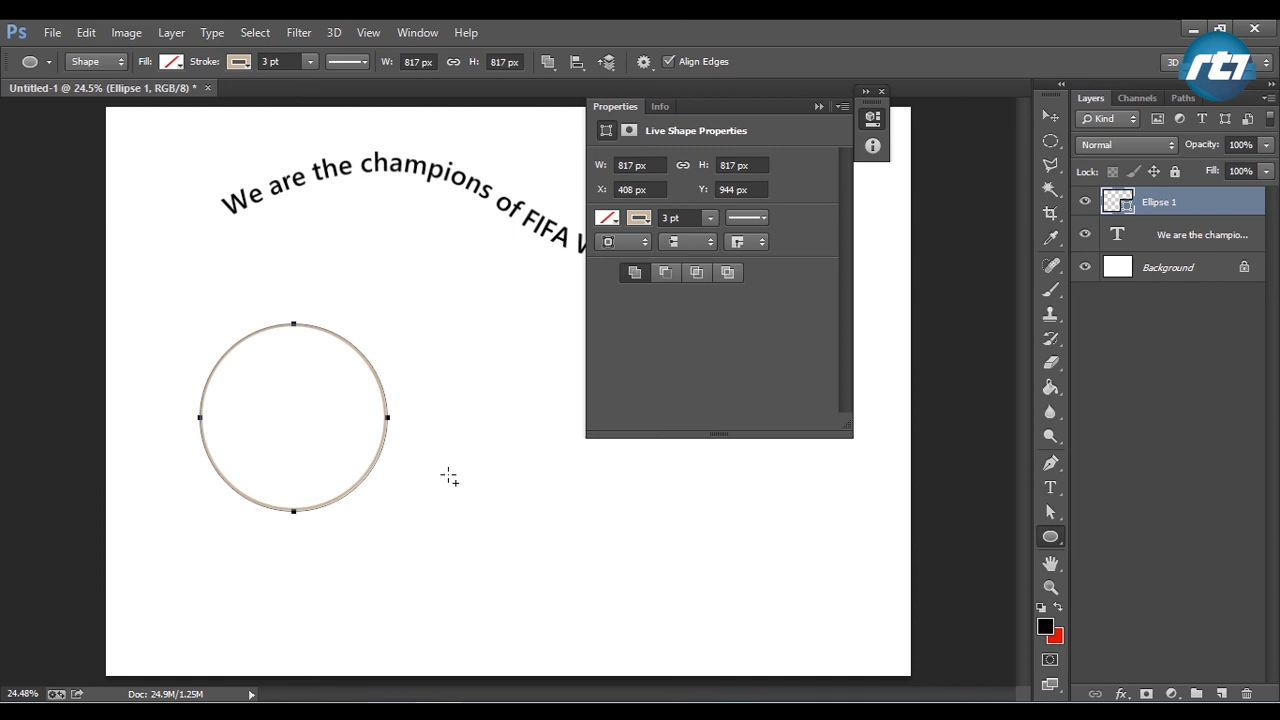 Ps File Edit Image Layer Type Select Filter 3D View Window Help
Shape Fill: Stroke: 3 pt W: 817 px H: 817 px Align Edges 3D
rt1
Untitled-1 @ 24.5% (Ellipse 1, RGB/8) * ×
We are the champions of FIFA
Properties Info
Live Shape Properties
W: 817 px H: 817 px
X: 408 px Y: 944 px
3 pt
Layers Channels Paths
Kind
Normal Opacity: 100%
Lock: Fill: 100%
Ellipse 1
T We are the champio...
Background
24.48% Doc: 24.9M/1.25M